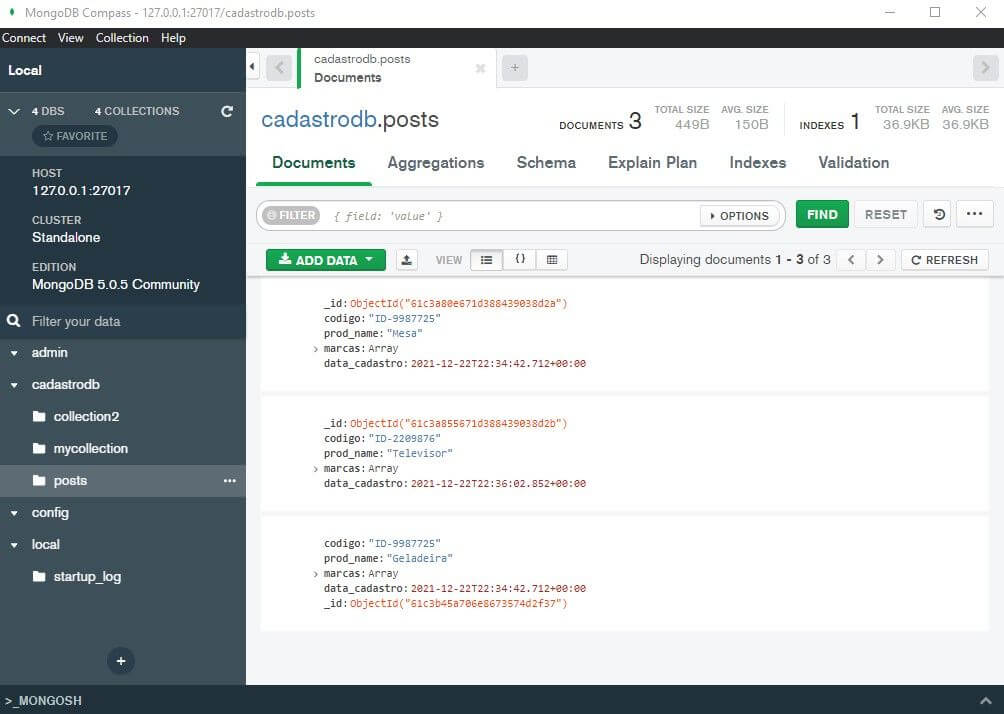 MongoDB Compass - 127.0.0.1:27017/cadastrodb.posts
Connect View Collection Help
Local
4 DBS 4 COLLECTIONS
FAVORITE
HOST
127.0.0.1:27017
CLUSTER
Standalone
EDITION
MongoDB 5.0.5 Community
Filter your data
admin
cadastrodb
collection2
mycollection
posts
config
local
startup_log
cadastrodb.posts
Documents
cadastrodb.posts
DOCUMENTS 3 TOTAL SIZE 449B AVG. SIZE 150B INDEXES 1 TOTAL SIZE 36.9KB AVG. SIZE 36.9KB
Documents Aggregations Schema Explain Plan Indexes Validation
FILTER { field: 'value' } OPTIONS FIND RESET ...
ADD DATA VIEW {} Displaying documents 1 - 3 of 3 REFRESH
_id: ObjectId("61c3a80e671d388439038d2a")
codigo: "ID-9987725"
prod_name: "Mesa"
marcas: Array
data_cadastro: 2021-12-22T22:34:42.712+00:00
_id: ObjectId("61c3a855671d388439038d2b")
codigo: "ID-2209876"
prod_name: "Televisor"
marcas: Array
data_cadastro: 2021-12-22T22:36:02.852+00:00
codigo: "ID-9987725"
prod_name: "Geladeira"
marcas: Array
data_cadastro: 2021-12-22T22:34:42.712+00:00
_id: ObjectId("61c3b45a706e8673574d2f37")
>_MONGOSH